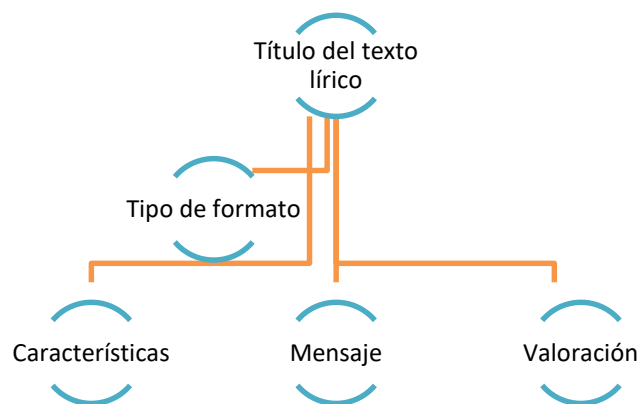 Título del texto
lírico
Tipo de formato
Características
Mensaje
Valoración